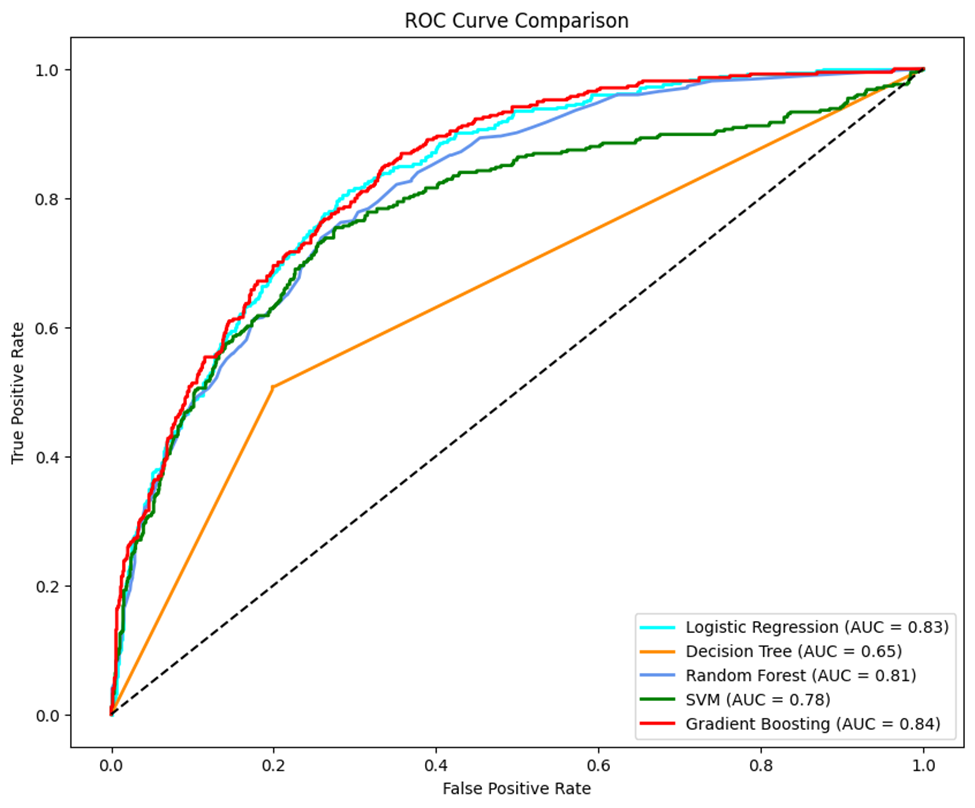 ROC Curve Comparison
True Positive Rate
1.0
0.8
0.6
0.4
0.2
0.0
Logistic Regression (AUC = 0.83)
Decision Tree (AUC = 0.65)
Random Forest (AUC = 0.81)
SVM (AUC = 0.78)
Gradient Boosting (AUC = 0.84)
0.0 0.2 0.4 0.6 0.8 1.0
False Positive Rate